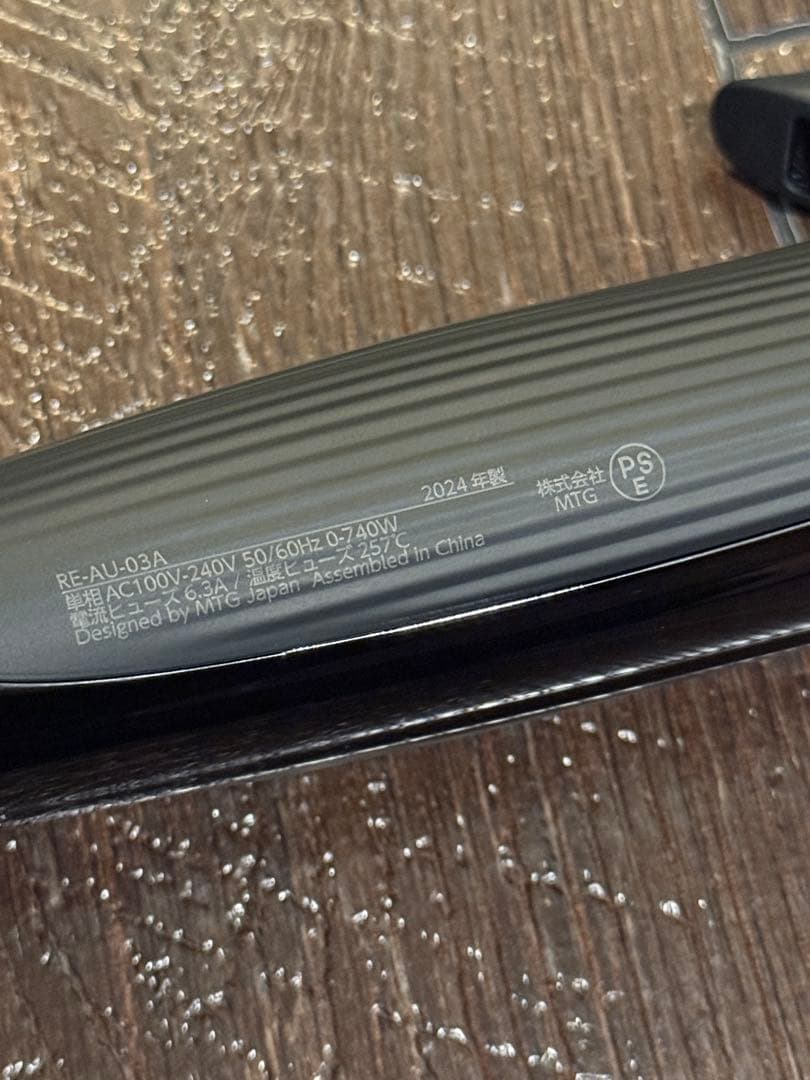 RE-AU-03A
2024年製
単相 AC100V-240V 50/60Hz 0-740W
電流ヒューズ 6.3A / 温度ヒューズ 257℃
Designed by MTG Japan Assembled in China
株式会社
MTG
PS
E